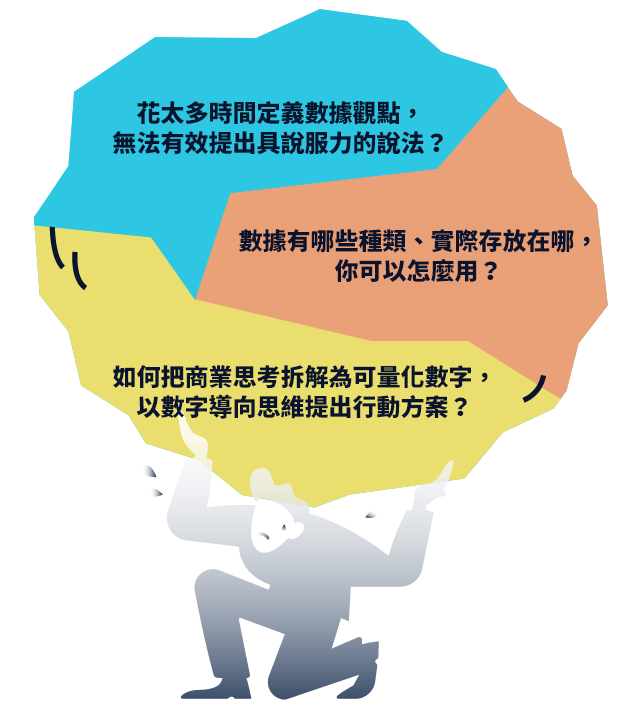 花太多時間定義數據觀點，
無法有效提出具說服力的說法？
數據有哪些種類、實際存放在哪，
你可以怎麼用？
如何把商業思考拆解為可量化數字，
以數字導向思維提出行動方案？